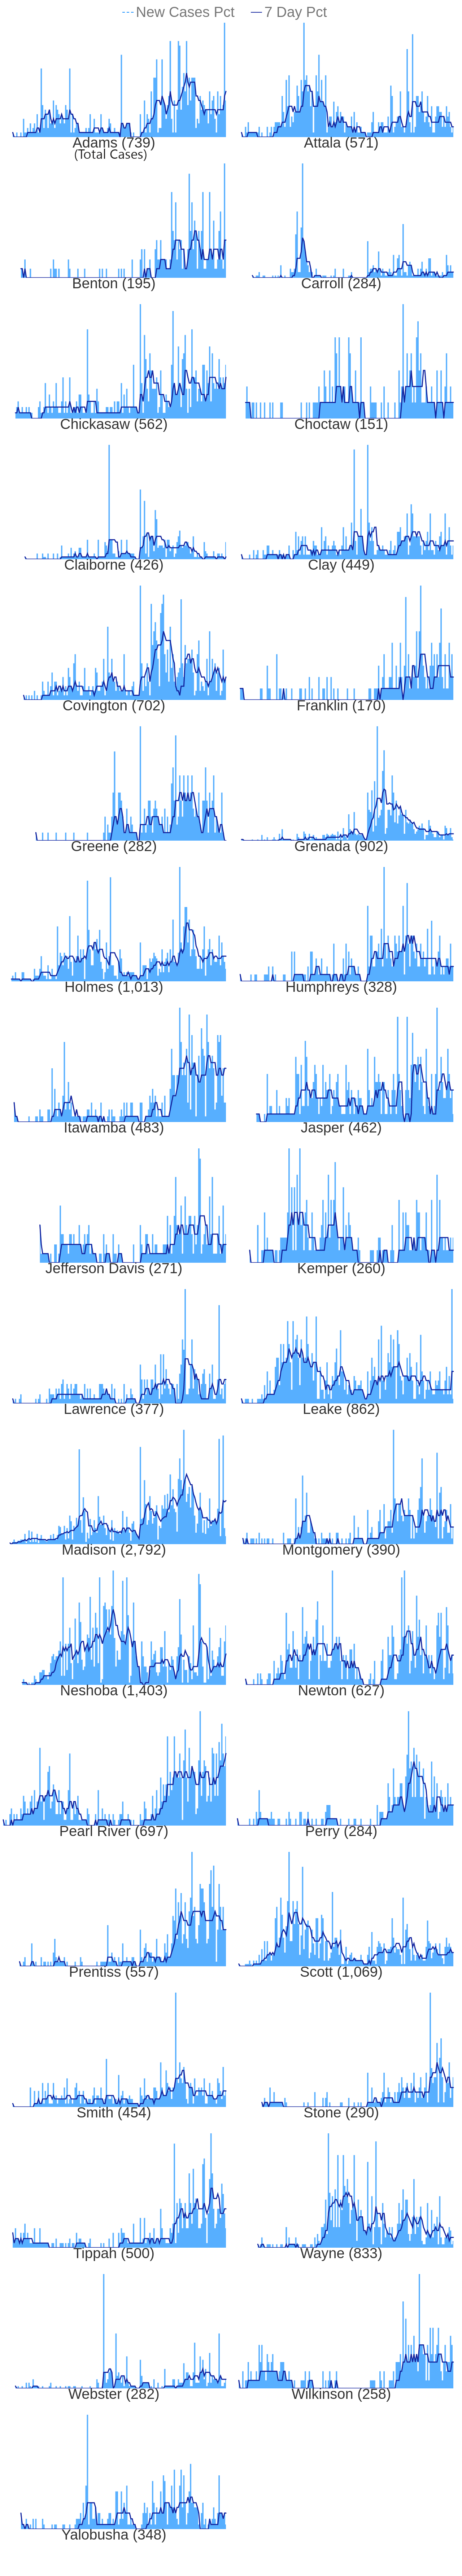 New Cases Pct 7 Day Pct
Adams (739) Attala (571)
(Total Cases)
Benton (195) Carroll (284)
Chickasaw (562) Choctaw (151)
Claiborne (426) Clay (449)
Covington (702) Franklin (170)
Greene (282) Grenada (902)
Holmes (1,013) Humphreys (328)
Itawamba (483) Jasper (462)
Jefferson Davis (271) Kemper (260)
Lawrence (377) Leake (862)
Madison (2,792) Montgomery (390)
Neshoba (1,403) Newton (627)
Pearl River (697) Perry (284)
Prentiss (557) Scott (1,069)
Smith (454) Stone (290)
Tippah (500) Wayne (833)
Webster (282) Wilkinson (258)
Yalobusha (348)